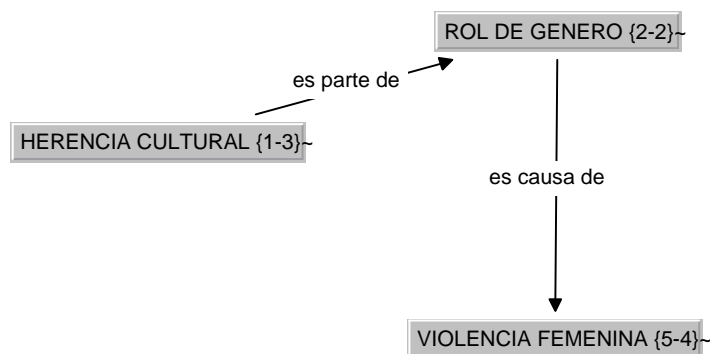 ROL DE GENERO {2-2}~
es parte de
HERENCIA CULTURAL {1-3}~
es causa de
VIOLENCIA FEMENINA {5-4}~